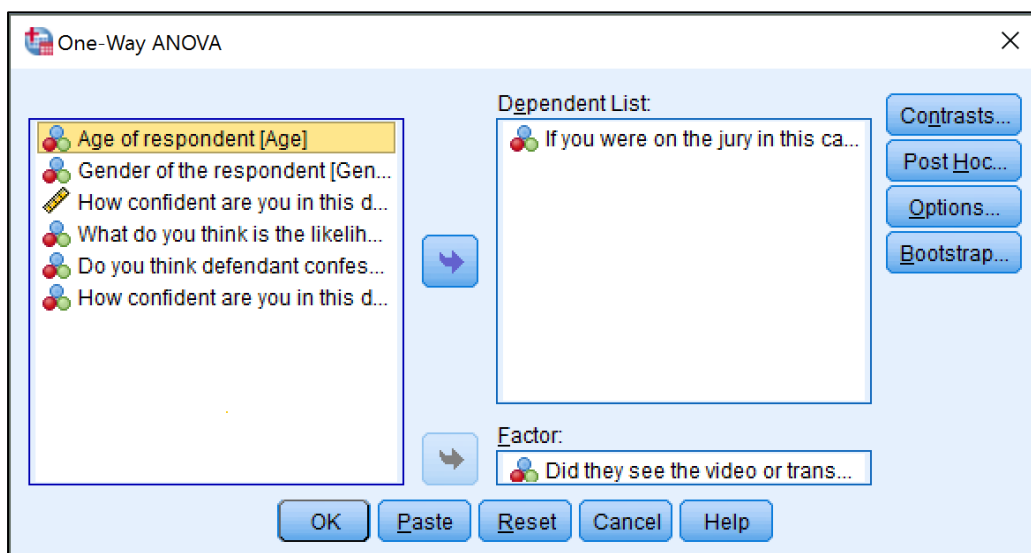 One-Way ANOVA
Age of respondent [Age]
Gender of the respondent [Gen...
How confident are you in this d...
What do you think is the likelih...
Do you think defendant confes...
How confident are you in this d...
Dependent List:
If you were on the jury in this ca...
Factor:
Did they see the video or trans...
Contrasts...
Post Hoc...
Options...
Bootstrap...
OK
Paste
Reset
Cancel
Help